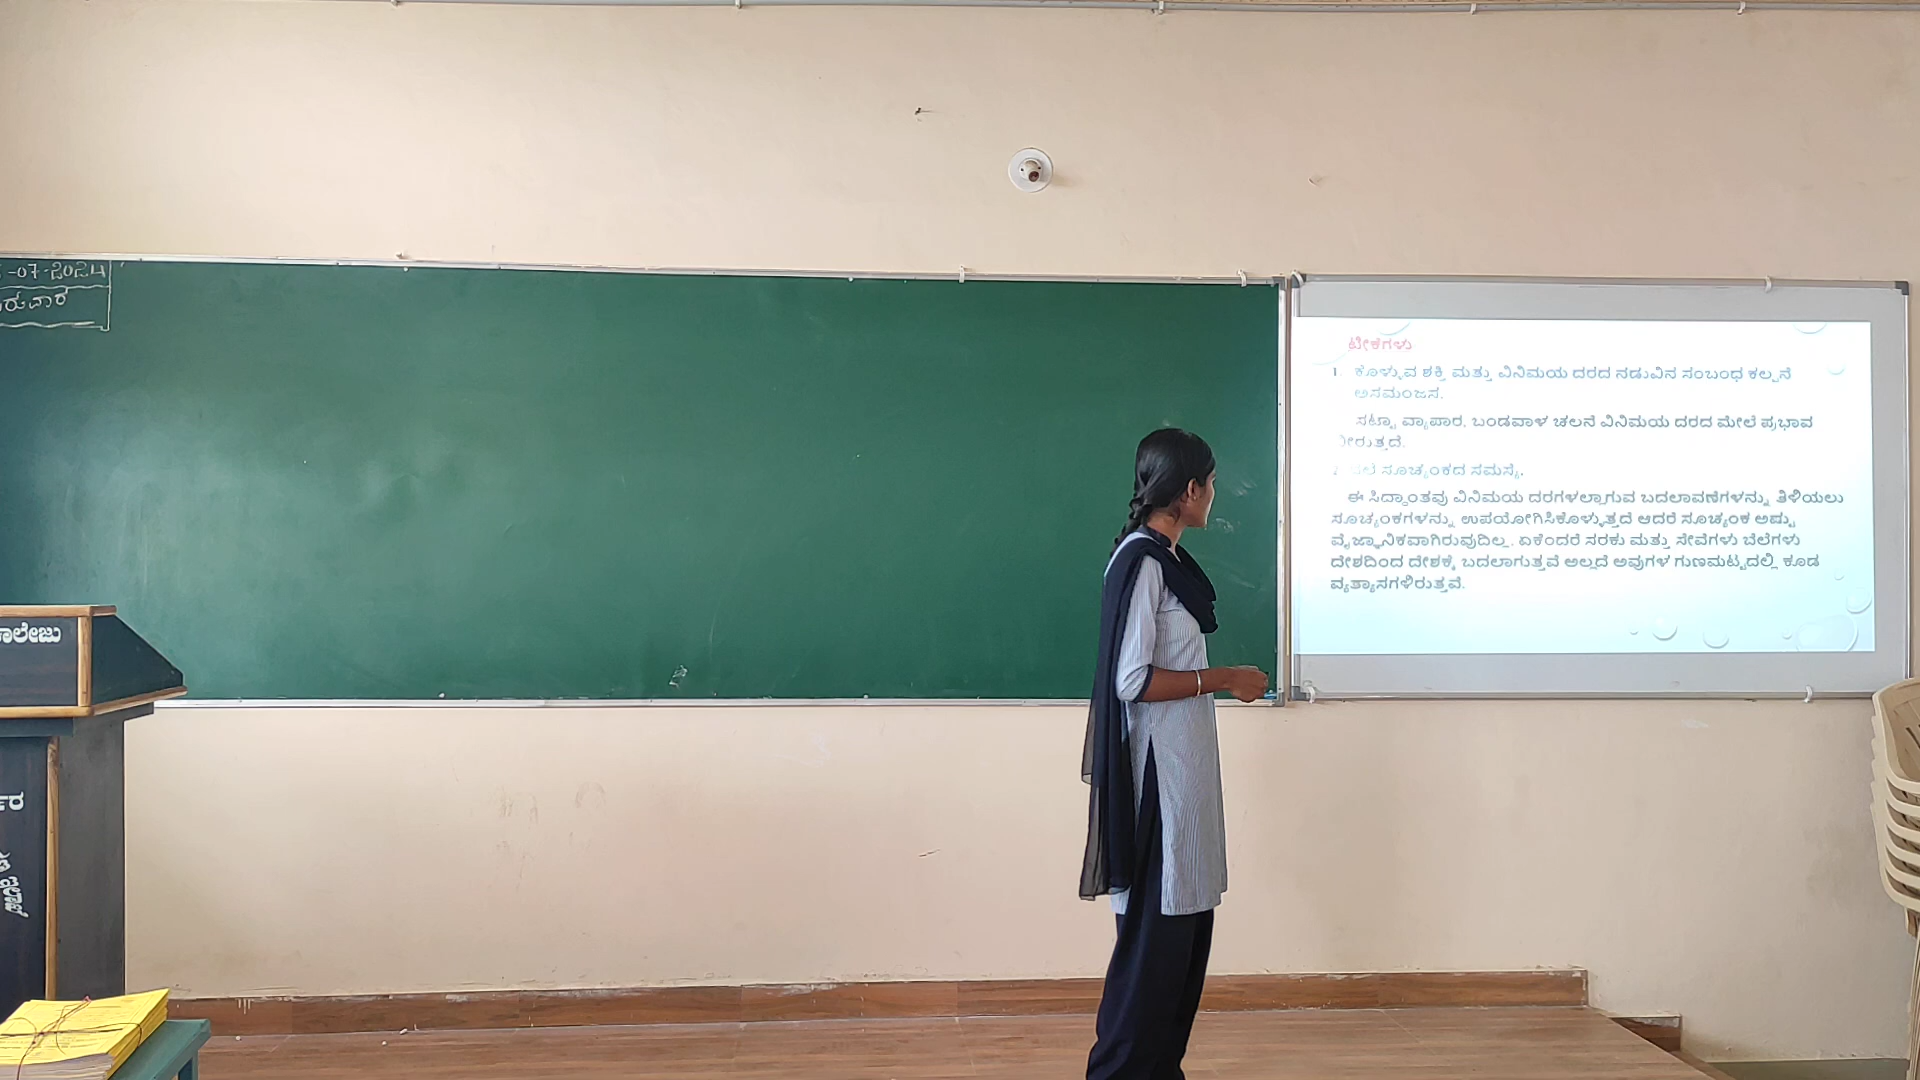 -07-2024
ಕಾಲೇಜು
ಟೀಕೆಗಳು
1. ಕೊಳ್ಳುವ ಶಕ್ತಿ ಮತ್ತು ವಿನಿಮಯ ದರದ ನಡುವಿನ ಸಂಬಂಧ ಕಲ್ಪನೆ
ಅಸಮಂಜಸ.
ಸಟ್ಟಾ ವ್ಯಾಪಾರ, ಬಂಡವಾಳ ಚಲನೆ ವಿನಿಮಯ ದರದ ಮೇಲೆ ಪ್ರಭಾವ
ಬೀರುತ್ತದೆ.
2. ಬೆಲೆ ಸೂಚ್ಯಂಕದ ಸಮಸ್ಯೆ.
ಈ ಸಿದ್ಧಾಂತವು ವಿನಿಮಯ ದರಗಳಲ್ಲಾಗುವ ಬದಲಾವಣೆಗಳನ್ನು ತಿಳಿಯಲು
ಸೂಚ್ಯಂಕಗಳನ್ನು ಉಪಯೋಗಿಸಿಕೊಳ್ಳುತ್ತದೆ ಆದರೆ ಸೂಚ್ಯಂಕ ಅಷ್ಟು
ವೈಜ್ಞಾನಿಕವಾಗಿರುವುದಿಲ್ಲ. ಏಕೆಂದರೆ ಸರಕು ಮತ್ತು ಸೇವೆಗಳು ಬೆಲೆಗಳು
ದೇಶದಿಂದ ದೇಶಕ್ಕೆ ಬದಲಾಗುತ್ತವೆ ಅಲ್ಲದೆ ಅವುಗಳ ಗುಣಮಟ್ಟದಲ್ಲಿ ಕೂಡ
ವ್ಯತ್ಯಾಸಗಳಿರುತ್ತವೆ.